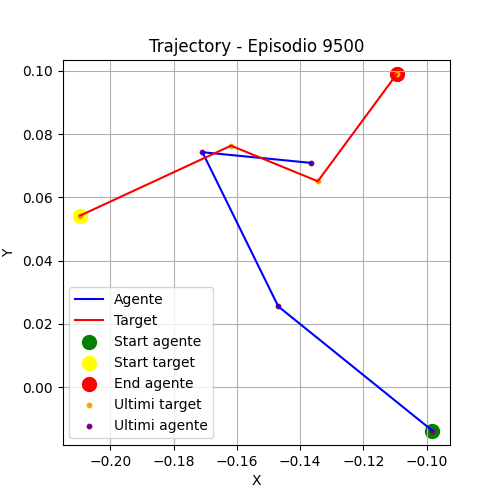 Trajectory - Episodio 9500
0.10
0.08
0.06
0.04
0.02
0.00
Y
Agente
Target
Start agente
Start target
End agente
Ultimi target
Ultimi agente
−0.20
−0.18
−0.16
−0.14
−0.12
−0.10
X